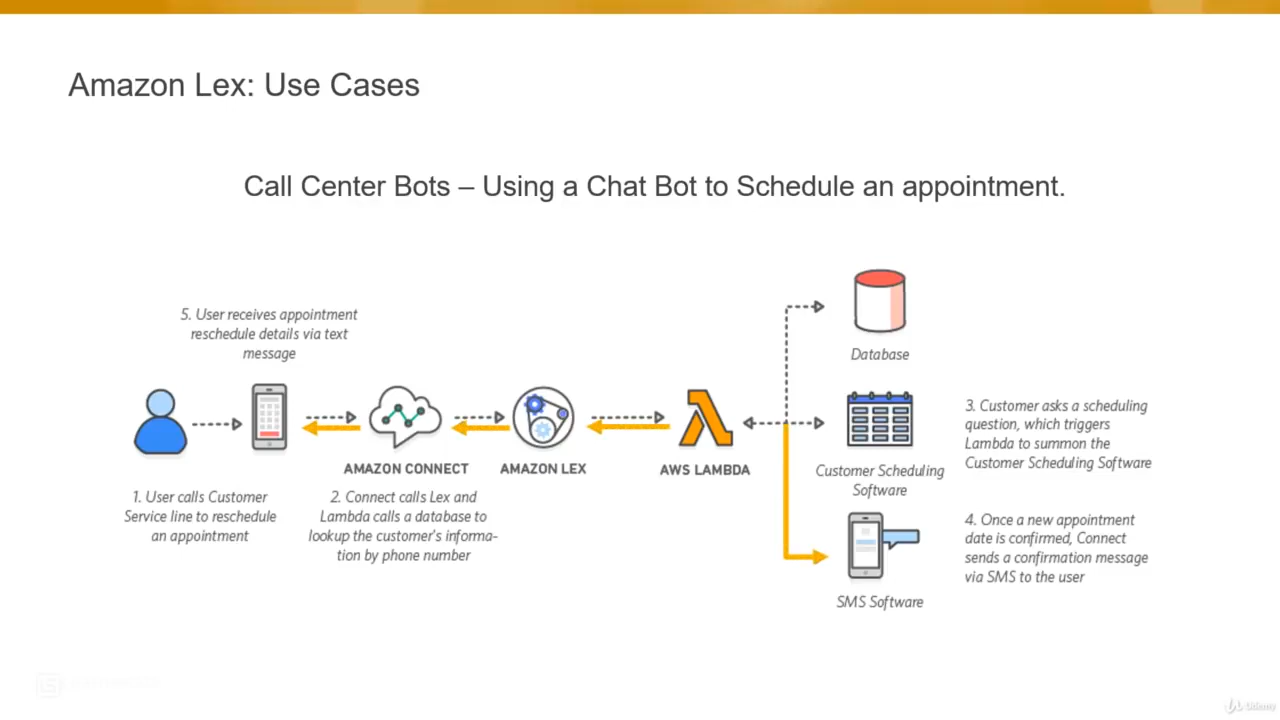 Amazon Lex: Use Cases
Call Center Bots – Using a Chat Bot to Schedule an appointment.
5. User receives appointment
reschedule details via text
message
Database
AMAZON CONNECT
AMAZON LEX
AWS LAMBDA
1. User calls Customer
Service line to reschedule
an appointment
2. Connect calls Lex and
Lambda calls a database to
lookup the customer's informa-
tion by phone number
Customer Scheduling
Software
3. Customer asks a scheduling
question, which triggers
Lambda to summon the
Customer Scheduling Software
4. Once a new appointment
date is confirmed, Connect
sends a confirmation message
via SMS to the user
SMS Software
Udemy